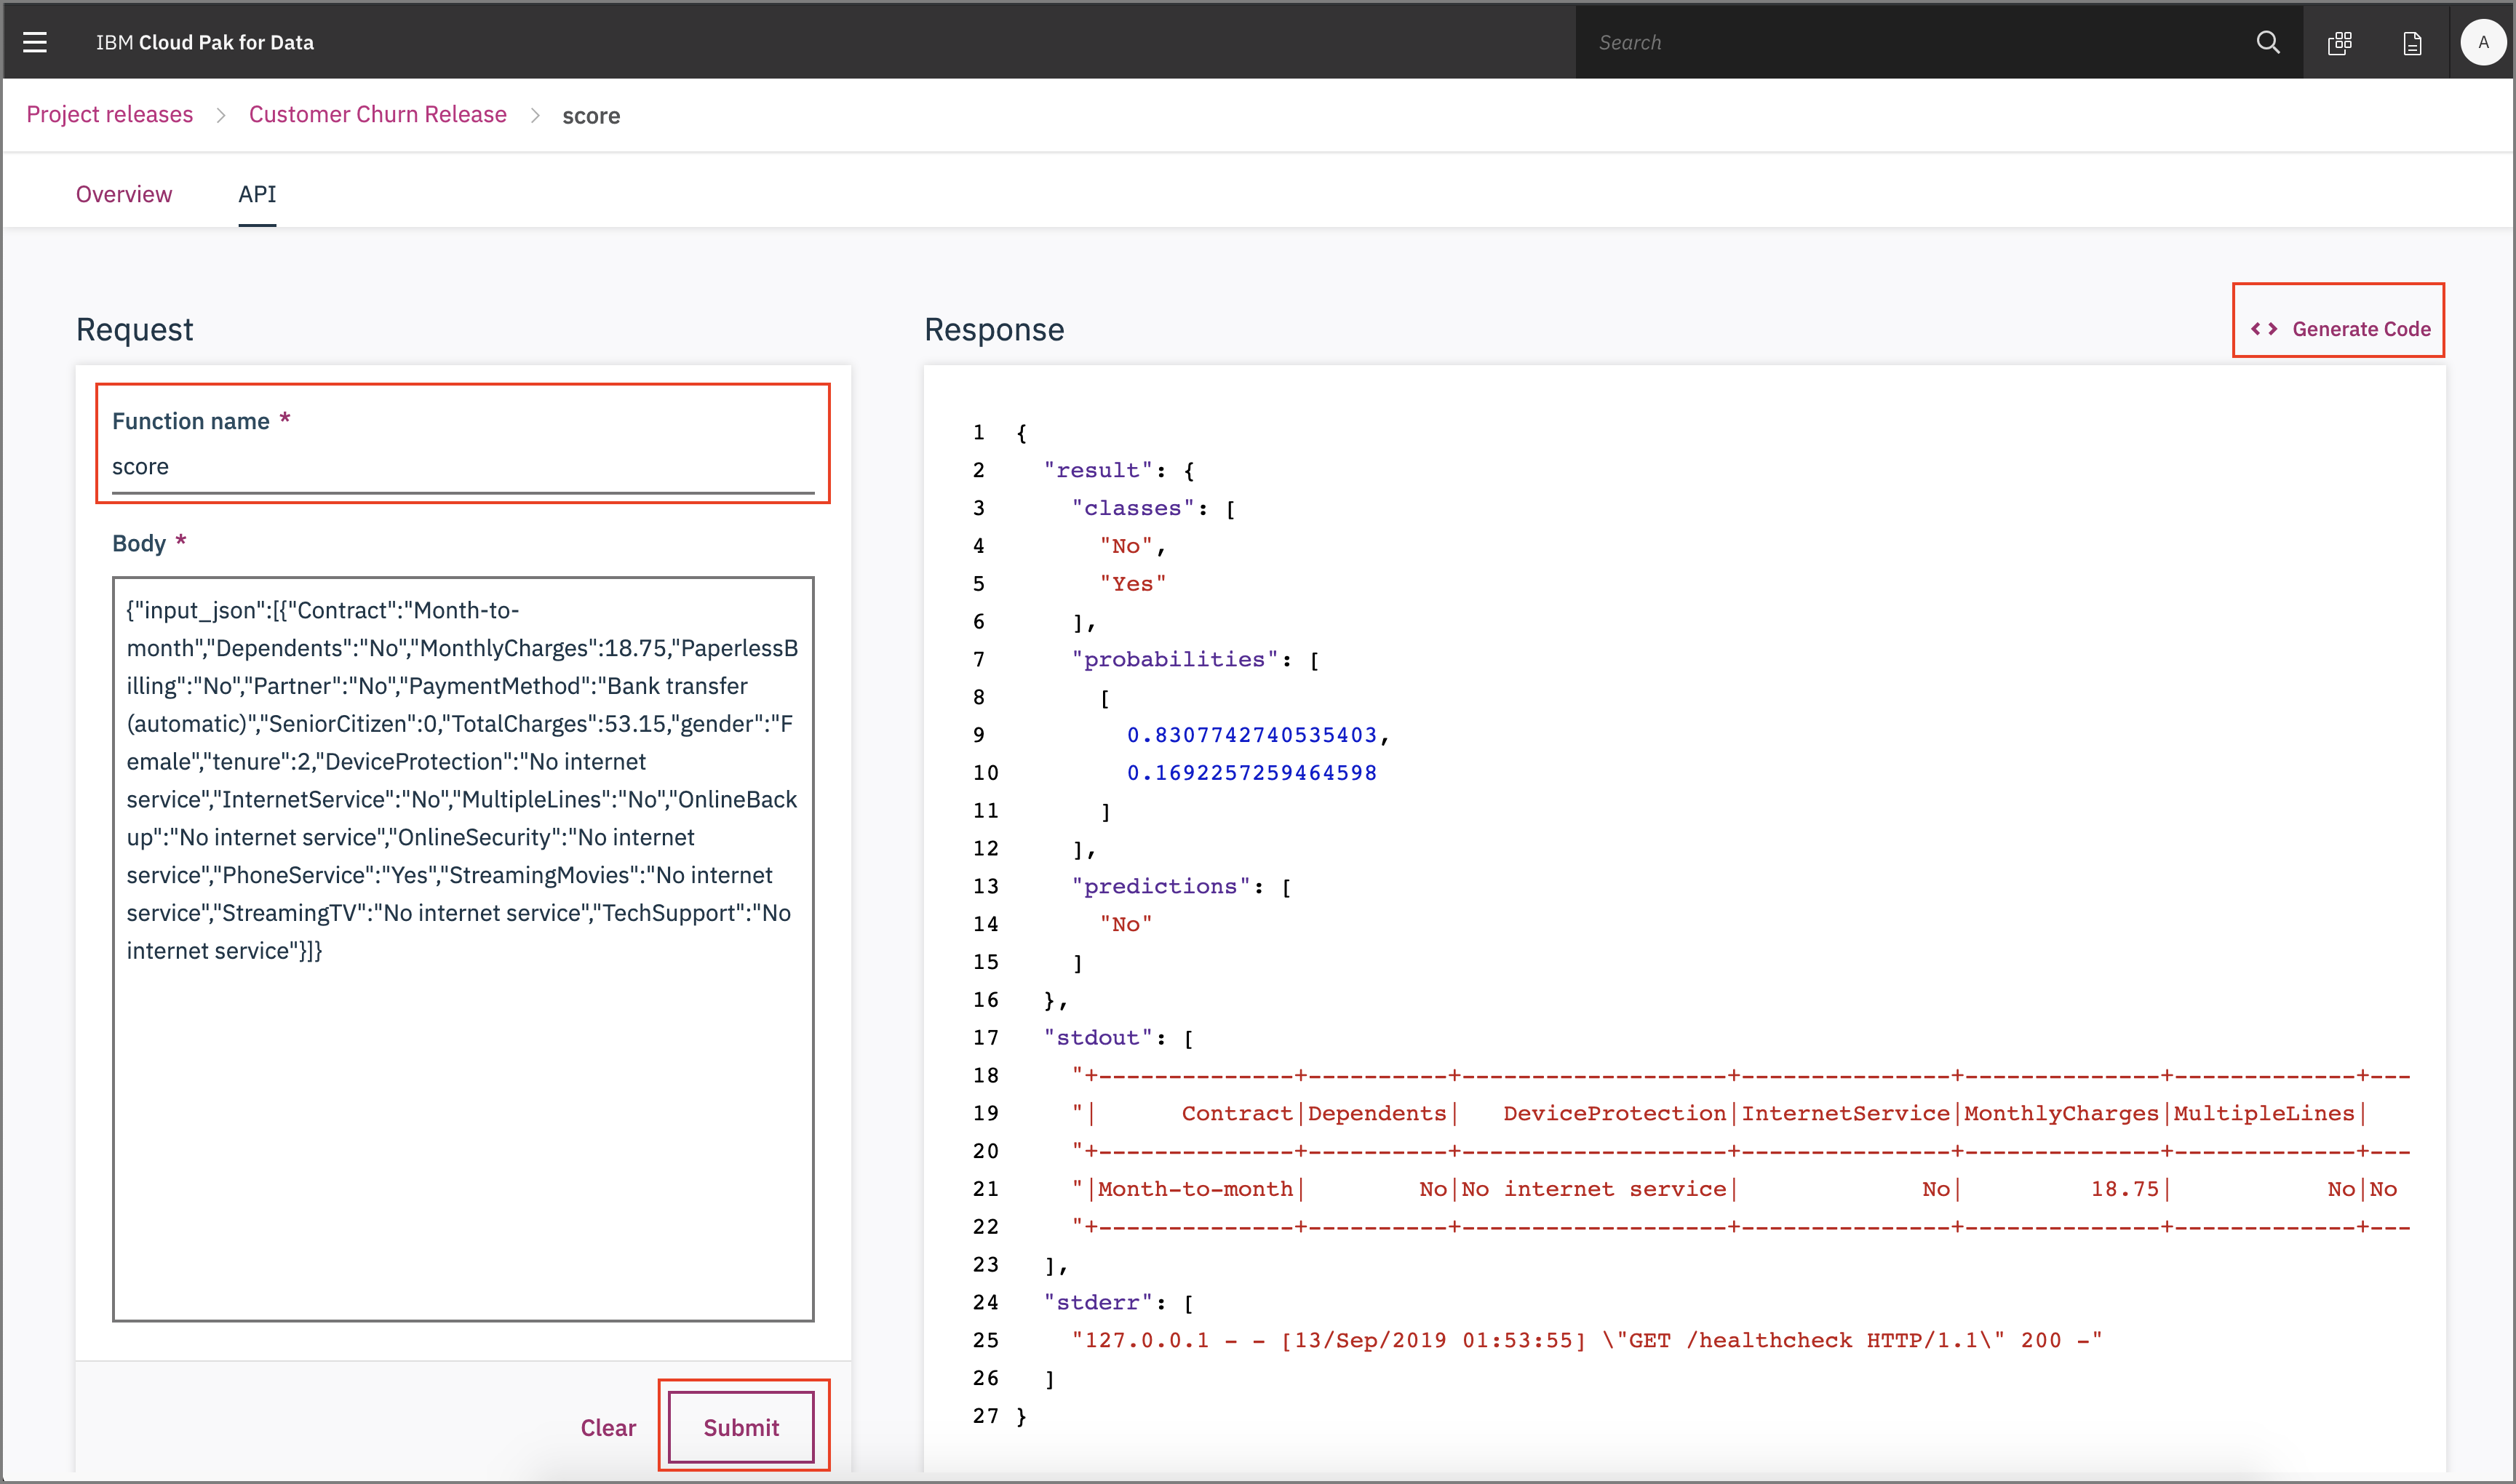 IBM Cloud Pak for Data
Search
A
Project releases > Customer Churn Release > score
Overview
API
Request
Function name *
score
Body *
{"input_json":[{"Contract":"Month-to-
month","Dependents":"No","MonthlyCharges":18.75,"PaperlessB
illing":"No","Partner":"No","PaymentMethod":"Bank transfer
(automatic)","SeniorCitizen":0,"TotalCharges":53.15,"gender":"F
emale","tenure":2,"DeviceProtection":"No internet
service","InternetService":"No","MultipleLines":"No","OnlineBack
up":"No internet service","OnlineSecurity":"No internet
service","PhoneService":"Yes","StreamingMovies":"No internet
service","StreamingTV":"No internet service","TechSupport":"No
internet service"}]}
Clear
Submit
Response
<> Generate Code
1 {
2 "result": {
3 "classes": [
4 "No",
5 "Yes"
6 ],
7 "probabilities": [
8 [
9 0.8307742740535403,
10 0.1692257259464598
11 ]
12 ],
13 "predictions": [
14 "No"
15 ]
16 },
17 "stdout": [
18 "+--------------+----------+-------------------+---------------+--------------+-------------+---
19 "|      Contract|Dependents|   DeviceProtection|InternetService|MonthlyCharges|MultipleLines|
20 "+--------------+----------+-------------------+---------------+--------------+-------------+---
21 "|Month-to-month|        No|No internet service|             No|         18.75|           No|No
22 "+--------------+----------+-------------------+---------------+--------------+-------------+---
23 ],
24 "stderr": [
25 "127.0.0.1 - - [13/Sep/2019 01:53:55] \"GET /healthcheck HTTP/1.1\" 200 -"
26 ]
27 }